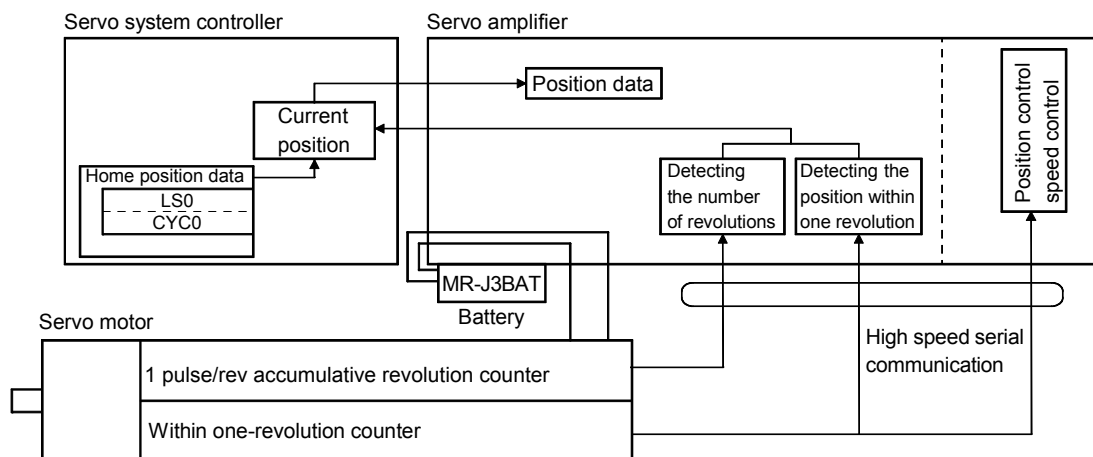 Servo system controller
Servo amplifier
Position data
Current
position
Home position data
LS0
CYC0
Detecting
the number
of revolutions
Detecting the
position within
one revolution
Position control
speed control
MR-J3BAT
Battery
Servo motor
High speed serial
communication
1 pulse/rev accumulative revolution counter
Within one-revolution counter